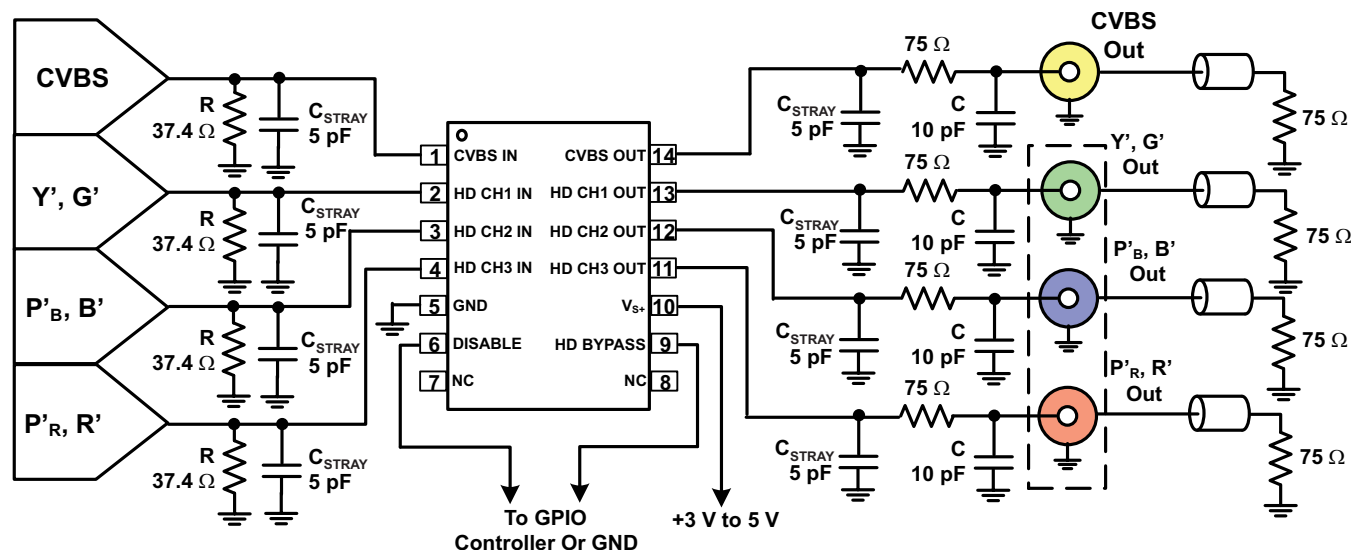 CVBS
Y', G'
P'B, B'
P'R, R'
R
37.4 Ω
CSTRAY
5 pF
R
37.4 Ω
CSTRAY
5 pF
R
37.4 Ω
CSTRAY
5 pF
R
37.4 Ω
CSTRAY
5 pF
1 CVBS IN
2 HD CH1 IN
3 HD CH2 IN
4 HD CH3 IN
5 GND
6 DISABLE
7 NC
CVBS OUT 14
HD CH1 OUT 13
HD CH2 OUT 12
HD CH3 OUT 11
VS+ 10
HD BYPASS 9
NC 8
To GPIO
Controller Or GND
+3 V to 5 V
75 Ω
CSTRAY
5 pF
C
10 pF
CVBS
Out
75 Ω
75 Ω
CSTRAY
5 pF
C
10 pF
Y', G'
Out
75 Ω
75 Ω
CSTRAY
5 pF
C
10 pF
P'B, B'
Out
75 Ω
75 Ω
CSTRAY
5 pF
C
10 pF
P'R, R'
Out
75 Ω